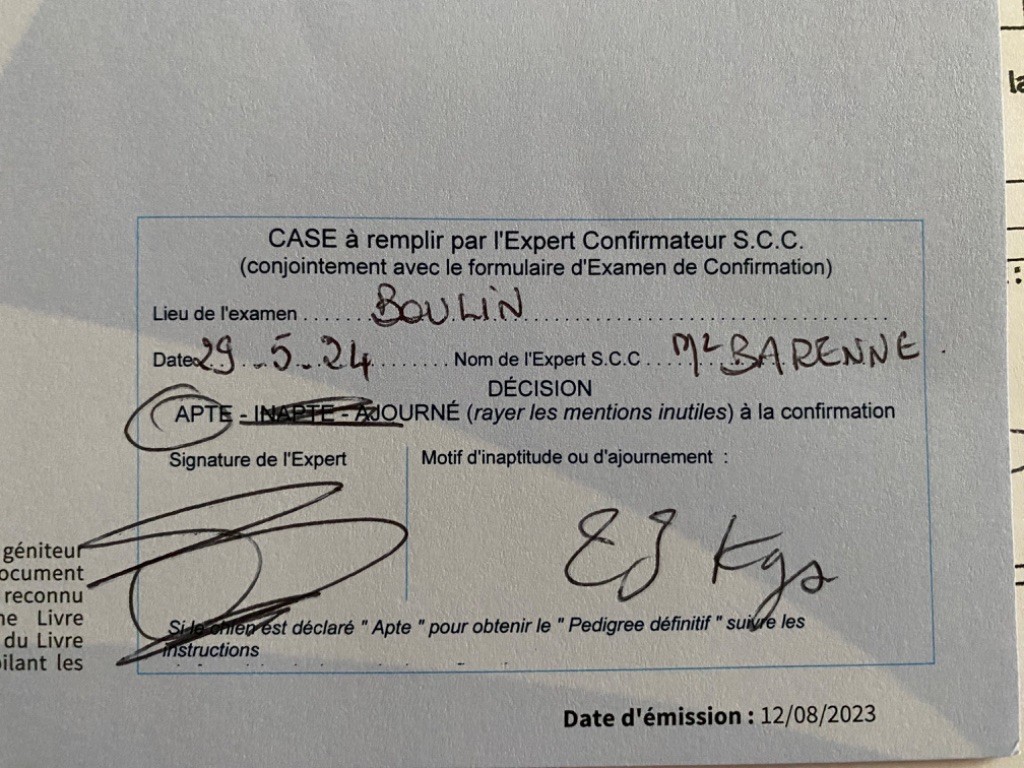 la
CASE à remplir par l'Expert Confirmateur S.C.C.
(conjointement avec le formulaire d'Examen de Confirmation)
Lieu de l'examen ...... BOULIN ......
Date 29..5..24 ........ Nom de l'Expert S.C.C .... BARENNE .
DÉCISION
APTE - INAPTE - AJOURNÉ (rayer les mentions inutiles) à la confirmation
Signature de l'Expert
Motif d'inaptitude ou d'ajournement :
Kgs
géniteur
ocument
reconnu
ne Livre
du Livre
ilant les
Si le chien est déclaré " Apte " pour obtenir le " Pedigree définitif " suivre les
instructions
Date d'émission : 12/08/2023